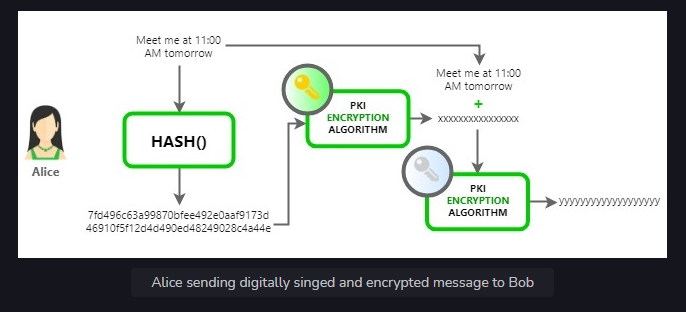 Meet me at 11:00
AM tomorrow
Meet me at 11:00
AM tomorrow
+
xxxxxxxxxxxxxxxx
PKI
ENCRYPTION
ALGORITHM
HASH()
Alice
PKI
ENCRYPTION
ALGORITHM
yyyyyyyyyyyyyyyyyyy
7fd496c63a99870bfee492e0aaf9173d
46910f5f12d4d490ed48249028c4a44e
Alice sending digitally singed and encrypted message to Bob